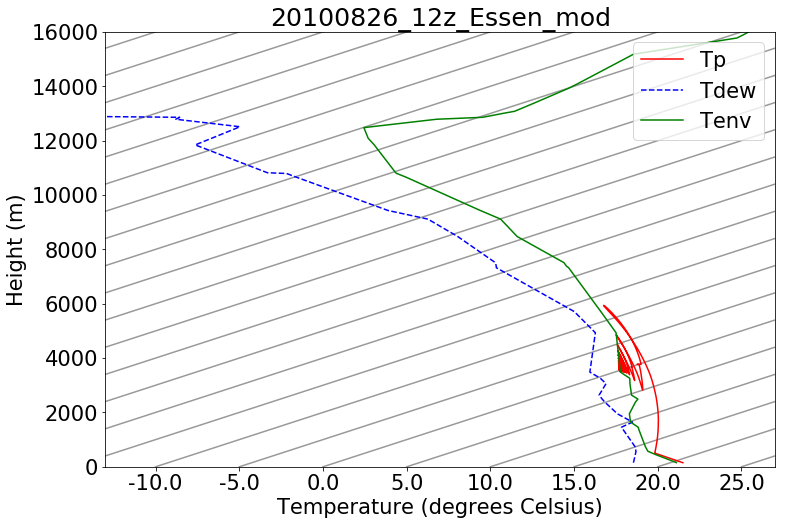 20100826_12z_Essen_mod
16000
14000
12000
10000
8000
6000
4000
2000
0
Height (m)
Tp
Tdew
Tenv
-10.0 -5.0 0.0 5.0 10.0 15.0 20.0 25.0
Temperature (degrees Celsius)